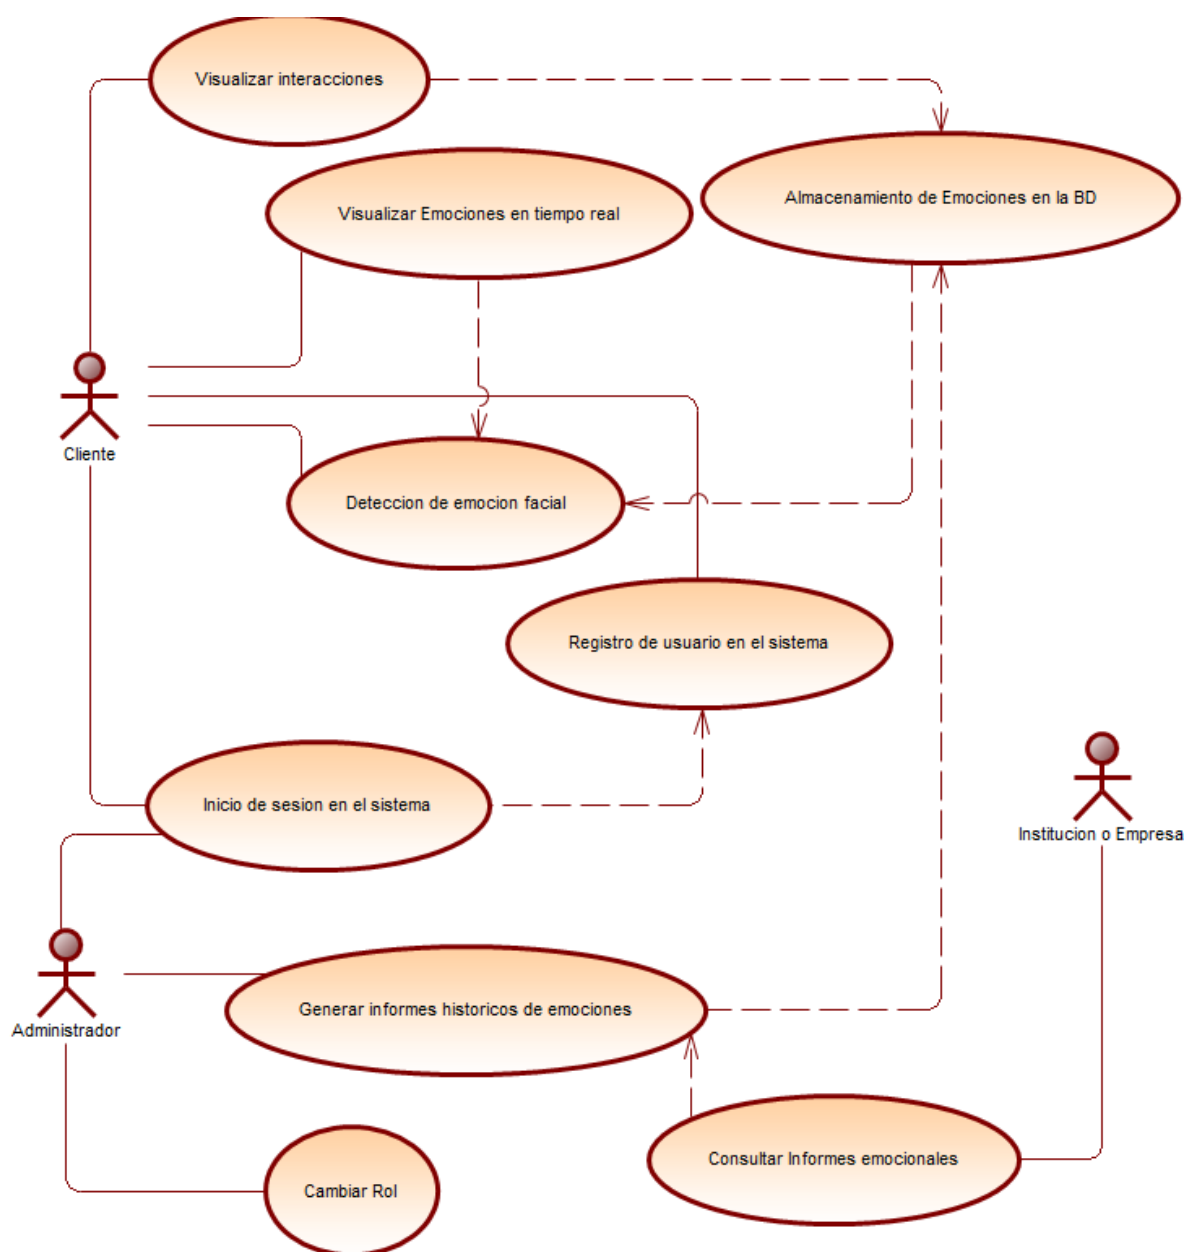 Visualizar interacciones
Visualizar Emociones en tiempo real
Almacenamiento de Emociones en la BD
Cliente
Deteccion de emocion facial
Registro de usuario en el sistema
Inicio de sesion en el sistema
Institucion o Empresa
Administrador
Generar informes historicos de emociones
Consultar Informes emocionales
Cambiar Rol